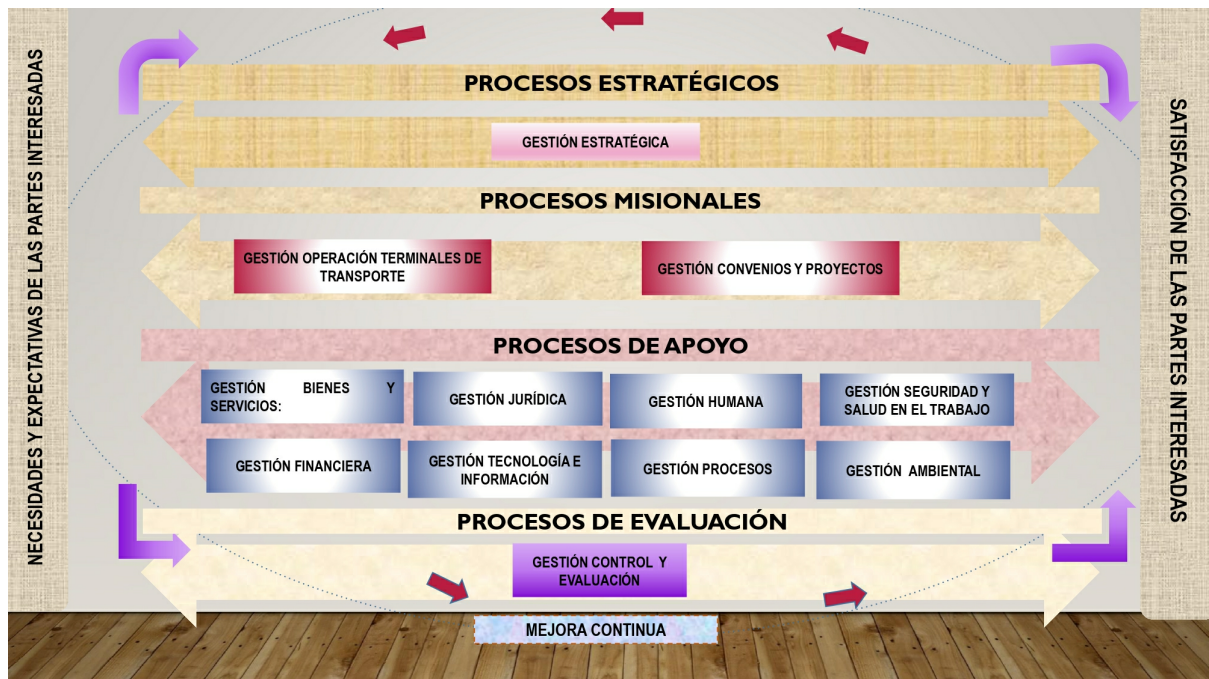 NECESIDADES Y EXPECTATIVAS DE LAS PARTES INTERESADAS
PROCESOS ESTRATÉGICOS
GESTIÓN ESTRATÉGICA
PROCESOS MISIONALES
GESTIÓN OPERACIÓN TERMINALES DE
TRANSPORTE
GESTIÓN CONVENIOS Y PROYECTOS
PROCESOS DE APOYO
GESTIÓN BIENES Y
SERVICIOS:
GESTIÓN JURÍDICA
GESTIÓN HUMANA
GESTIÓN SEGURIDAD Y
SALUD EN EL TRABAJO
GESTIÓN FINANCIERA
GESTIÓN TECNOLOGÍA E
INFORMACIÓN
GESTIÓN PROCESOS
GESTIÓN AMBIENTAL
PROCESOS DE EVALUACIÓN
GESTIÓN CONTROL Y
EVALUACIÓN
MEJORA CONTINUA
SATISFACCIÓN DE LAS PARTES INTERESADAS